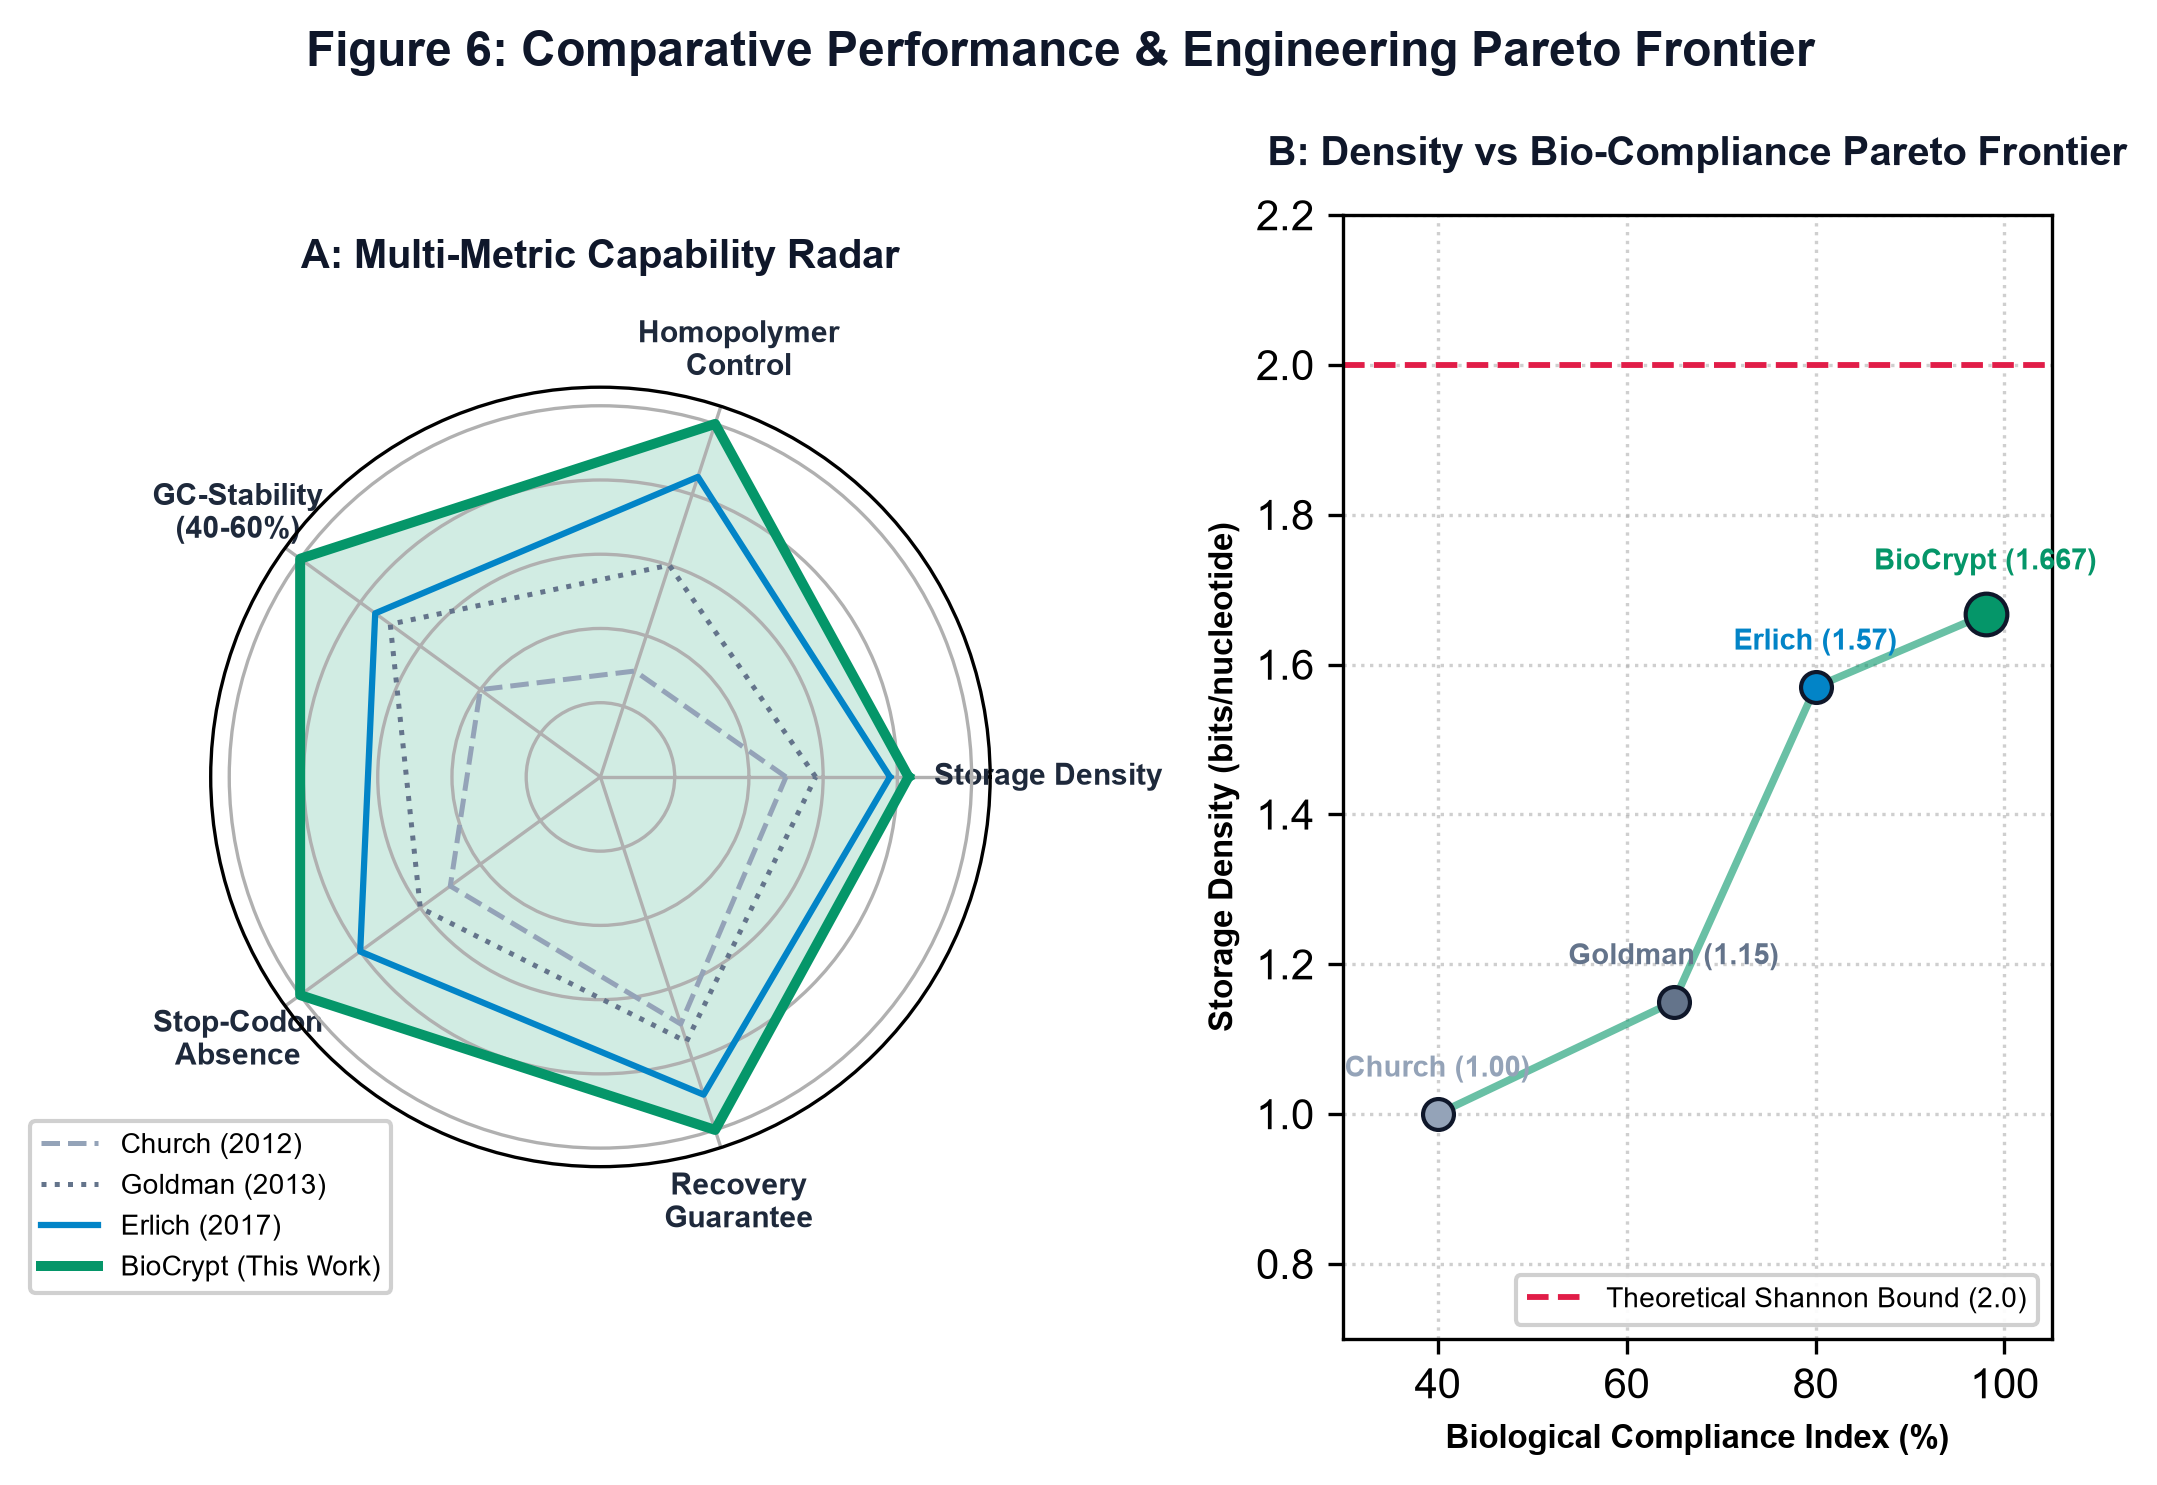 Figure 6: Comparative Performance & Engineering Pareto Frontier
A: Multi-Metric Capability Radar
Homopolymer
Control
GC-Stability
(40-60%)
Storage Density
Stop-Codon
Absence
Recovery
Guarantee
Church (2012)
Goldman (2013)
Erlich (2017)
BioCrypt (This Work)
B: Density vs Bio-Compliance Pareto Frontier
Storage Density (bits/nucleotide)
2.2
2.0
1.8
1.6
1.4
1.2
1.0
0.8
BioCrypt (1.667)
Erlich (1.57)
Goldman (1.15)
Church (1.00)
Theoretical Shannon Bound (2.0)
40
60
80
100
Biological Compliance Index (%)